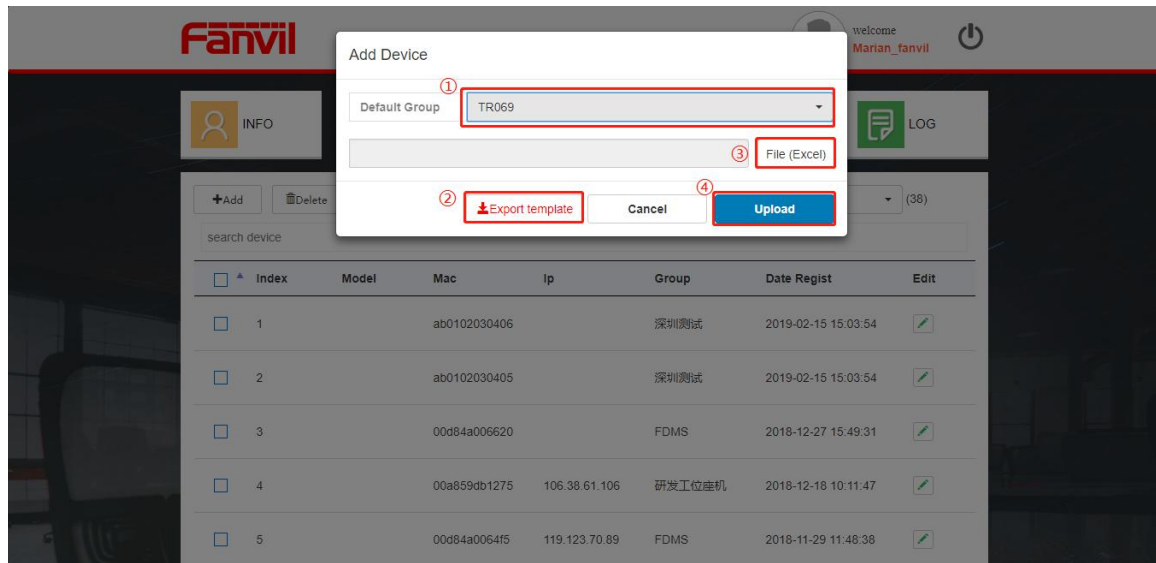 Fanvil
welcome
Marian_fanvil
Add Device
①
Default Group TR069
INFO
LOG
③ File (Excel)
② Export template Cancel ④ Upload
+Add Delete (38)
search device
Index Model Mac Ip Group Date Regist Edit
1 ab0102030406 深圳测试 2019-02-15 15:03:54
2 ab0102030405 深圳测试 2019-02-15 15:03:54
3 00d84a006620 FDMS 2018-12-27 15:49:31
4 00a859db1275 106.38.61.106 研发工位座机 2018-12-18 10:11:47
5 00d84a0064f5 119.123.70.89 FDMS 2018-11-29 11:48:38